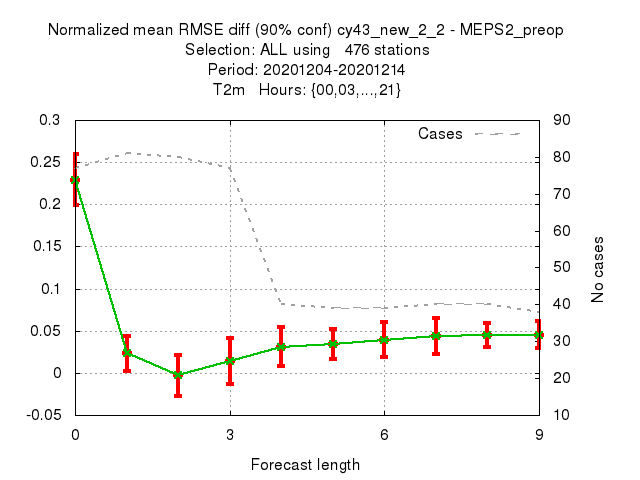 Normalized mean RMSE diff (90% conf) cy43_new_2_2 - MEPS2_preop
Selection: ALL using   476 stations
Period: 20201204-20201214
T2m   Hours: {00,03,...,21}
Cases
0.3
0.25
0.2
0.15
0.1
0.05
0
-0.05
90
80
70
60
50
40
30
20
10
No cases
0 3 6 9
Forecast length